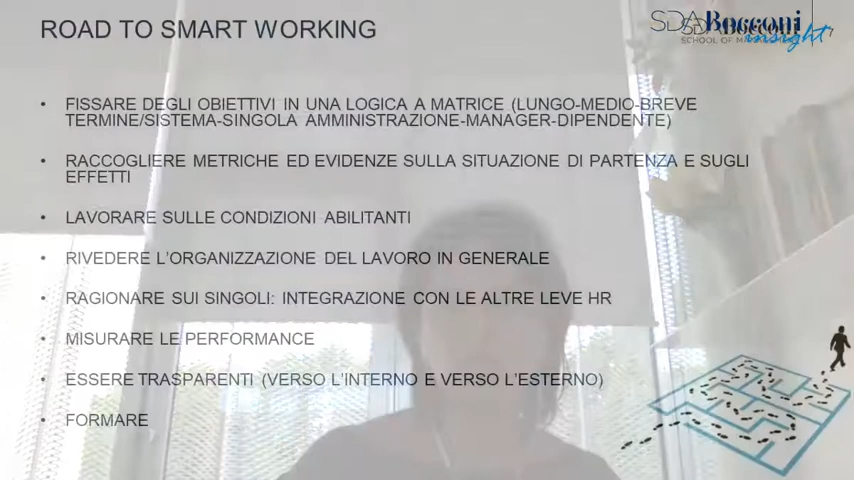 ROAD TO SMART WORKING
SDA Bocconi
SCHOOL OF
insight
• FISSARE DEGLI OBIETTIVI IN UNA LOGICA A MATRICE (LUNGO-MEDIO-BREVE
TERMINE/SISTEMA-SINGOLA AMMINISTRAZIONE-MANAGER-DIPENDENTE)
• RACCOGLIERE METRICHE ED EVIDENZE SULLA SITUAZIONE DI PARTENZA E SUGLI
EFFETTI
• LAVORARE SULLE CONDIZIONI ABILITANTI
• RIVEDERE L'ORGANIZZAZIONE DEL LAVORO IN GENERALE
• RAGIONARE SUI SINGOLI: INTEGRAZIONE CON LE ALTRE LEVE HR
• MISURARE LE PERFORMANCE
• ESSERE TRASPARENTI (VERSO L'INTERNO E VERSO L'ESTERNO)
• FORMARE